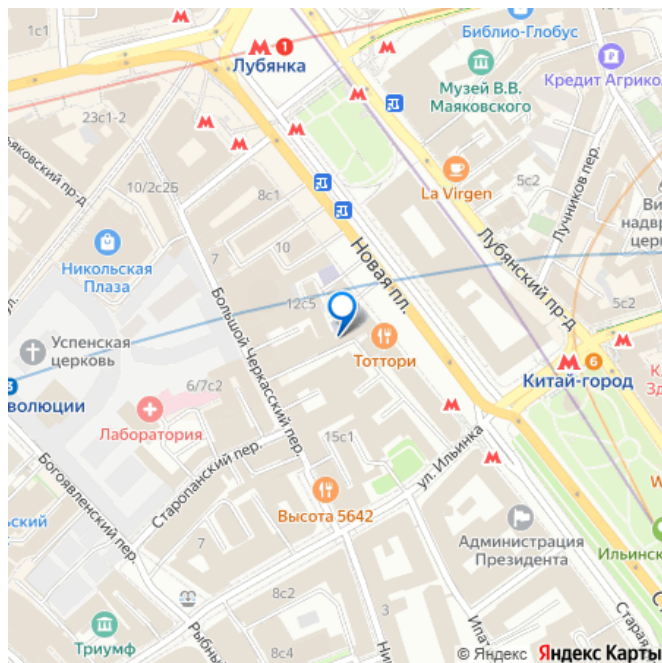 1с1
Библио-Глобус
1
Лубянка
Музей В.В.
Маяковского
Кредит Агрикол
23с1-2
10/2с2Б
8с1
La Virgen
5с2
Лучников пер.
10
Новая пл.
Лубянский пр-д
Никольская
Плаза
7
Большой Черкасский пер.
12с5
5с2
Успенская
церковь
Тоттори
6
Китай-город
6/7с2
Лаборатория
15с1
ул. Ильинка
Старопанский пер.
Богоявленский пер.
Высота 5642
7
Администрация
Президента
8с2
3
Триумф
8с4
© Яндекс Яндекс Карты